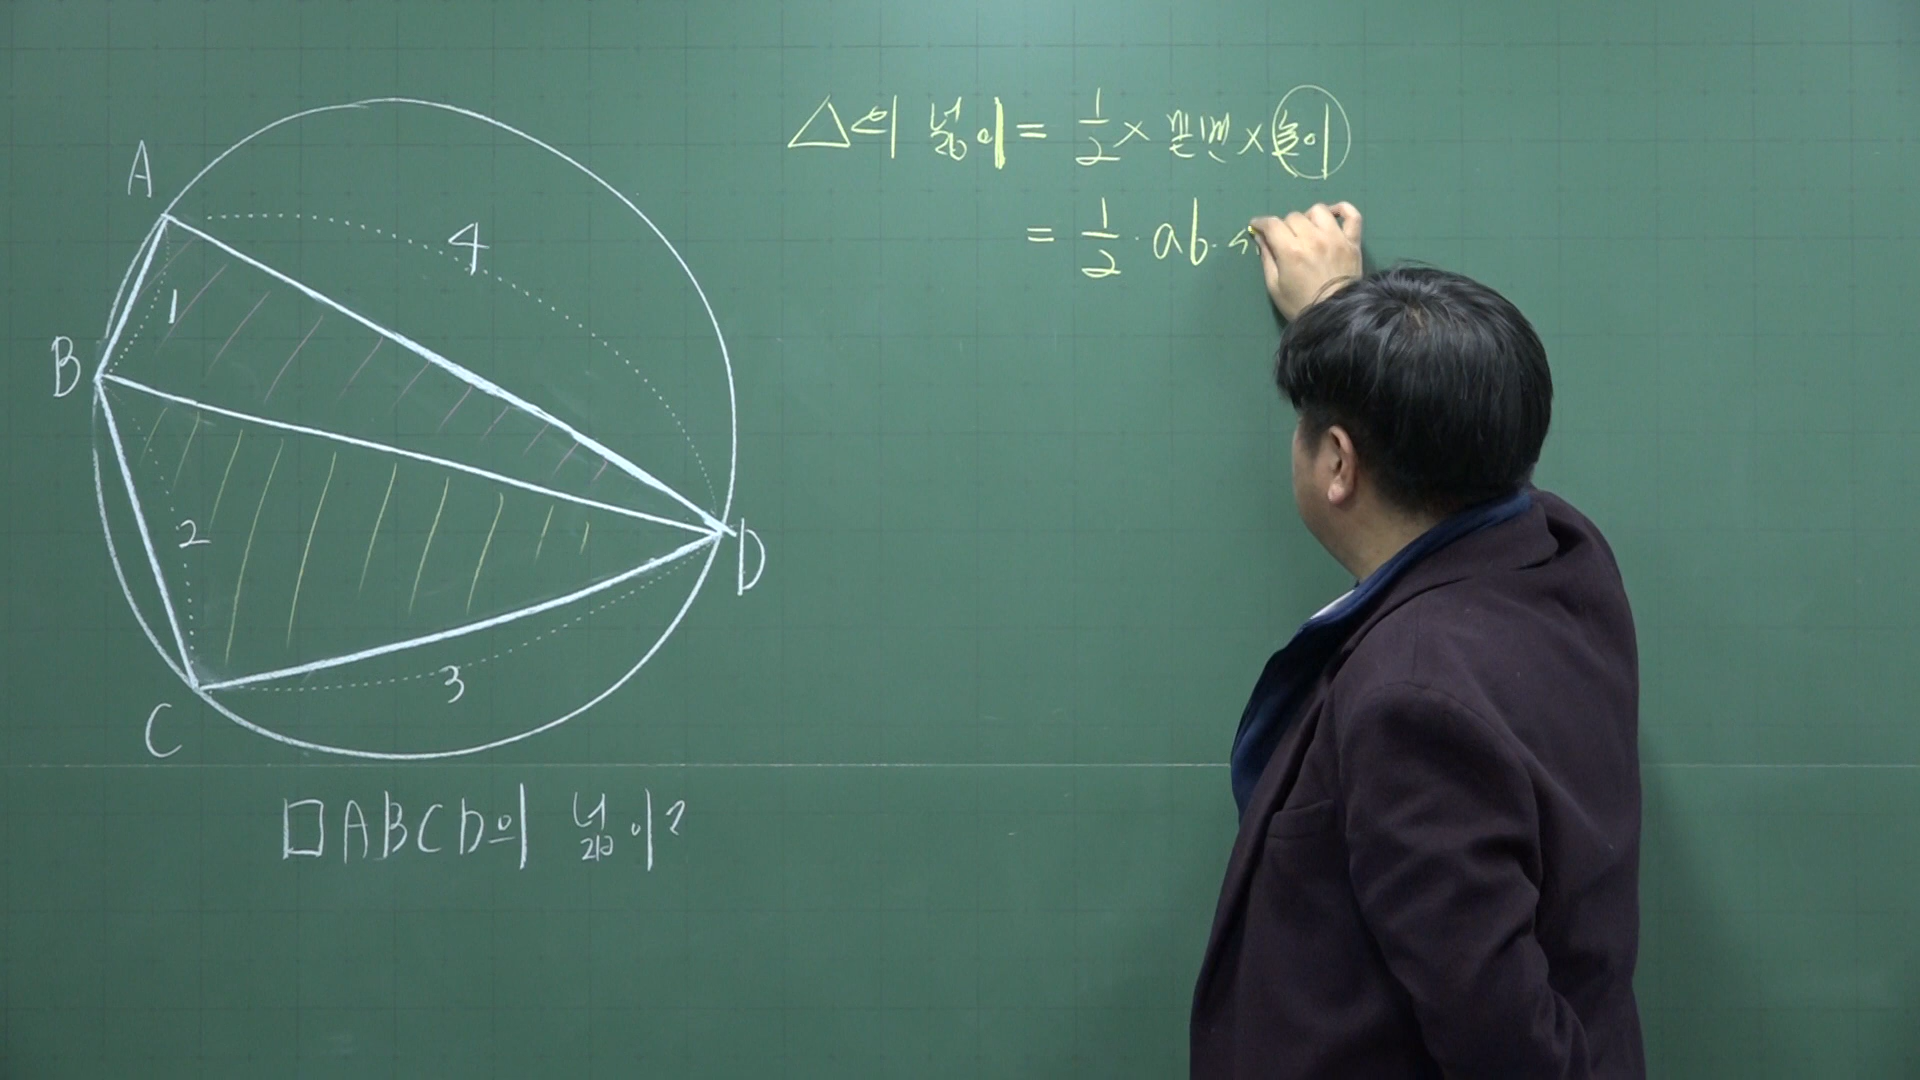 A
4
1
B
2
D
3
C
□ABCD의 넓이?
△의 넓이 = 1/2 × 밑변 × 높이
= 1/2 · ab · s